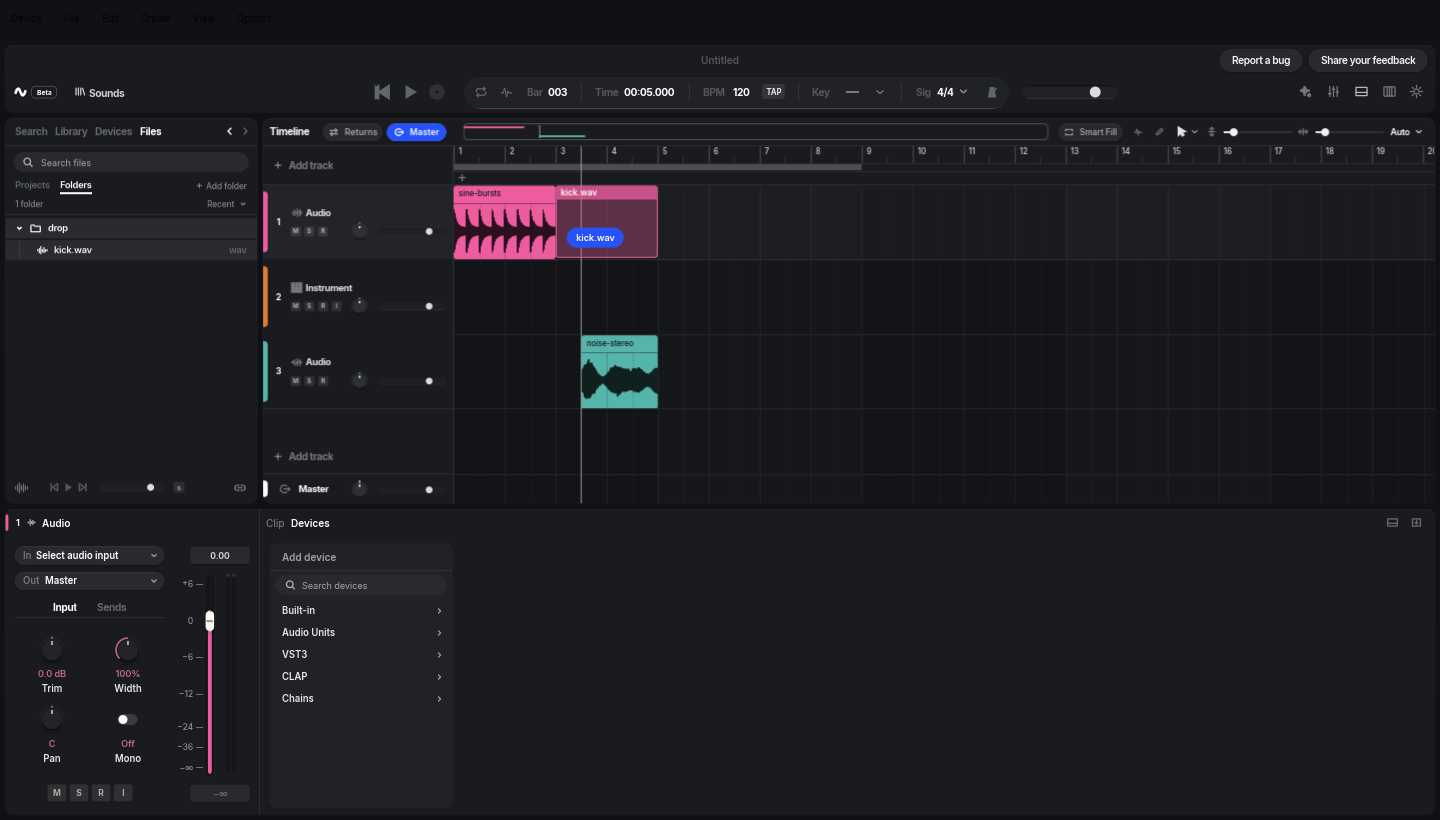 Device File Edit Create View Options
Untitled
Report a bug
Share your feedback
Beta
Sounds
Bar 003
Time 00:05.000
BPM 120 TAP
Key —
Sig 4/4
Search Library Devices Files
Search files
Projects Folders
+ Add folder
1 folder
Recent
drop
kick.wav
wav
S
Timeline
Returns
Master
Smart Fill
Auto
+ Add track
1 2 3 4 5 6 7 8 9 10 11 12 13 14 15 16 17 18 19 20
+
1 Audio
M S R
sine-bursts
kick.wav
kick.wav
2 Instrument
M S R I
3 Audio
M S R
noise-stereo
+ Add track
Master
1 Audio
In Select audio input
0.00
Out Master
Input Sends
+6
0
−6
−12
−24
−36
−∞
0.0 dB
Trim
100%
Width
C
Pan
Off
Mono
M S R I
−∞
Clip Devices
Add device
Search devices
Built-in
Audio Units
VST3
CLAP
Chains